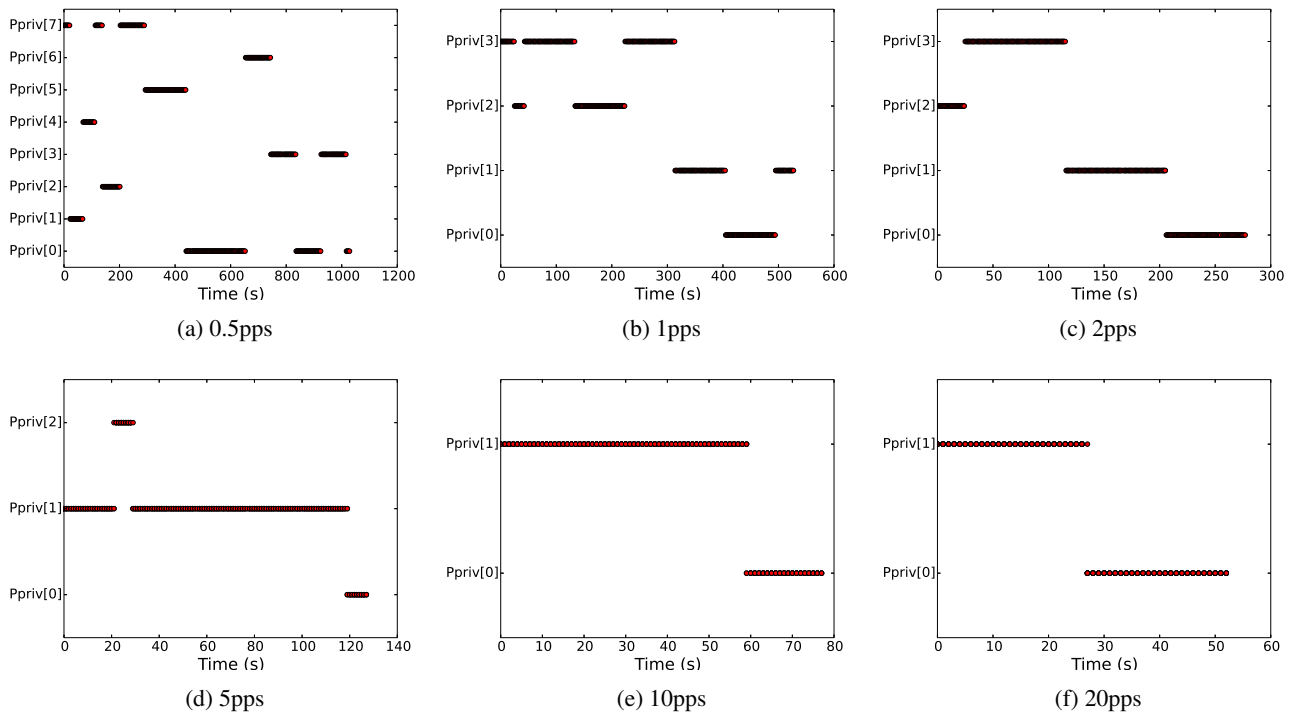 Ppriv[7]
Ppriv[6]
Ppriv[5]
Ppriv[4]
Ppriv[3]
Ppriv[2]
Ppriv[1]
Ppriv[0]
0 200 400 600 800 1000 1200
Time (s)
(a) 0.5pps
Ppriv[3]
Ppriv[2]
Ppriv[1]
Ppriv[0]
0 100 200 300 400 500 600
Time (s)
(b) 1pps
Ppriv[3]
Ppriv[2]
Ppriv[1]
Ppriv[0]
0 50 100 150 200 250 300
Time (s)
(c) 2pps
Ppriv[2]
Ppriv[1]
Ppriv[0]
0 20 40 60 80 100 120 140
Time (s)
(d) 5pps
Ppriv[1]
Ppriv[0]
0 10 20 30 40 50 60 70 80
Time (s)
(e) 10pps
Ppriv[1]
Ppriv[0]
0 10 20 30 40 50 60
Time (s)
(f) 20pps